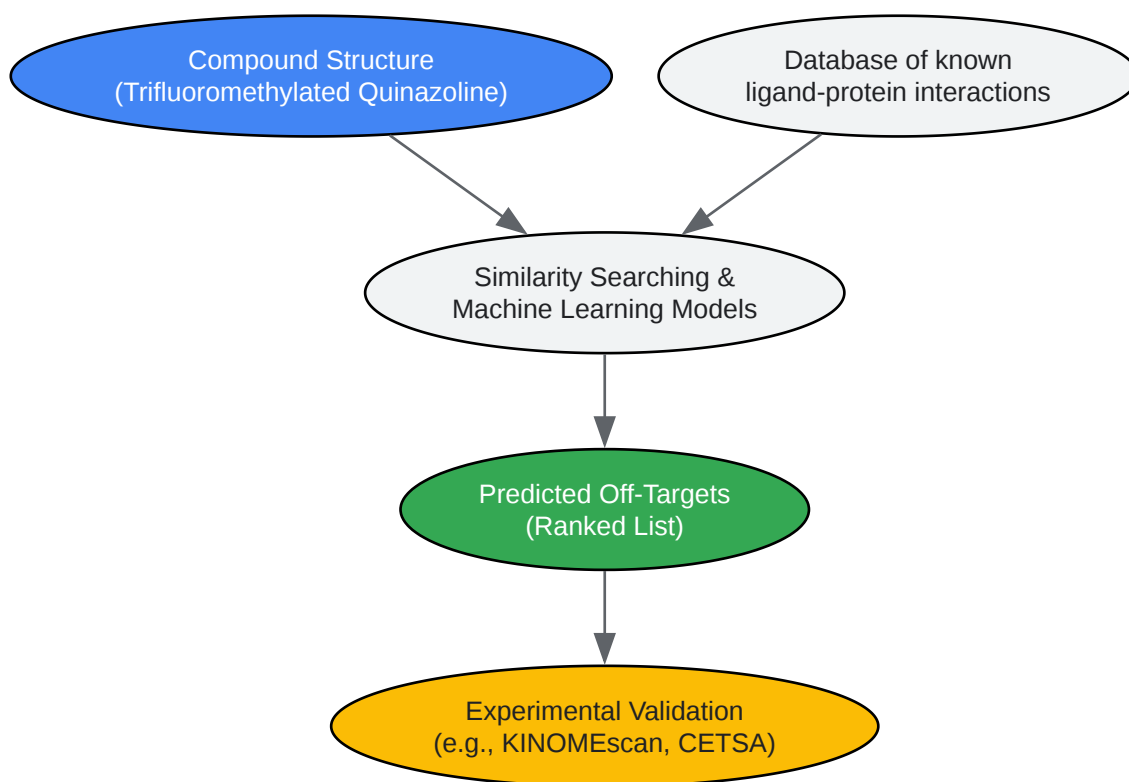 Compound Structure
(Trifluoromethylated Quinazoline)
Database of known
ligand-protein interactions
Similarity Searching &
Machine Learning Models
Predicted Off-Targets
(Ranked List)
Experimental Validation
(e.g., KINOMEscan, CETSA)